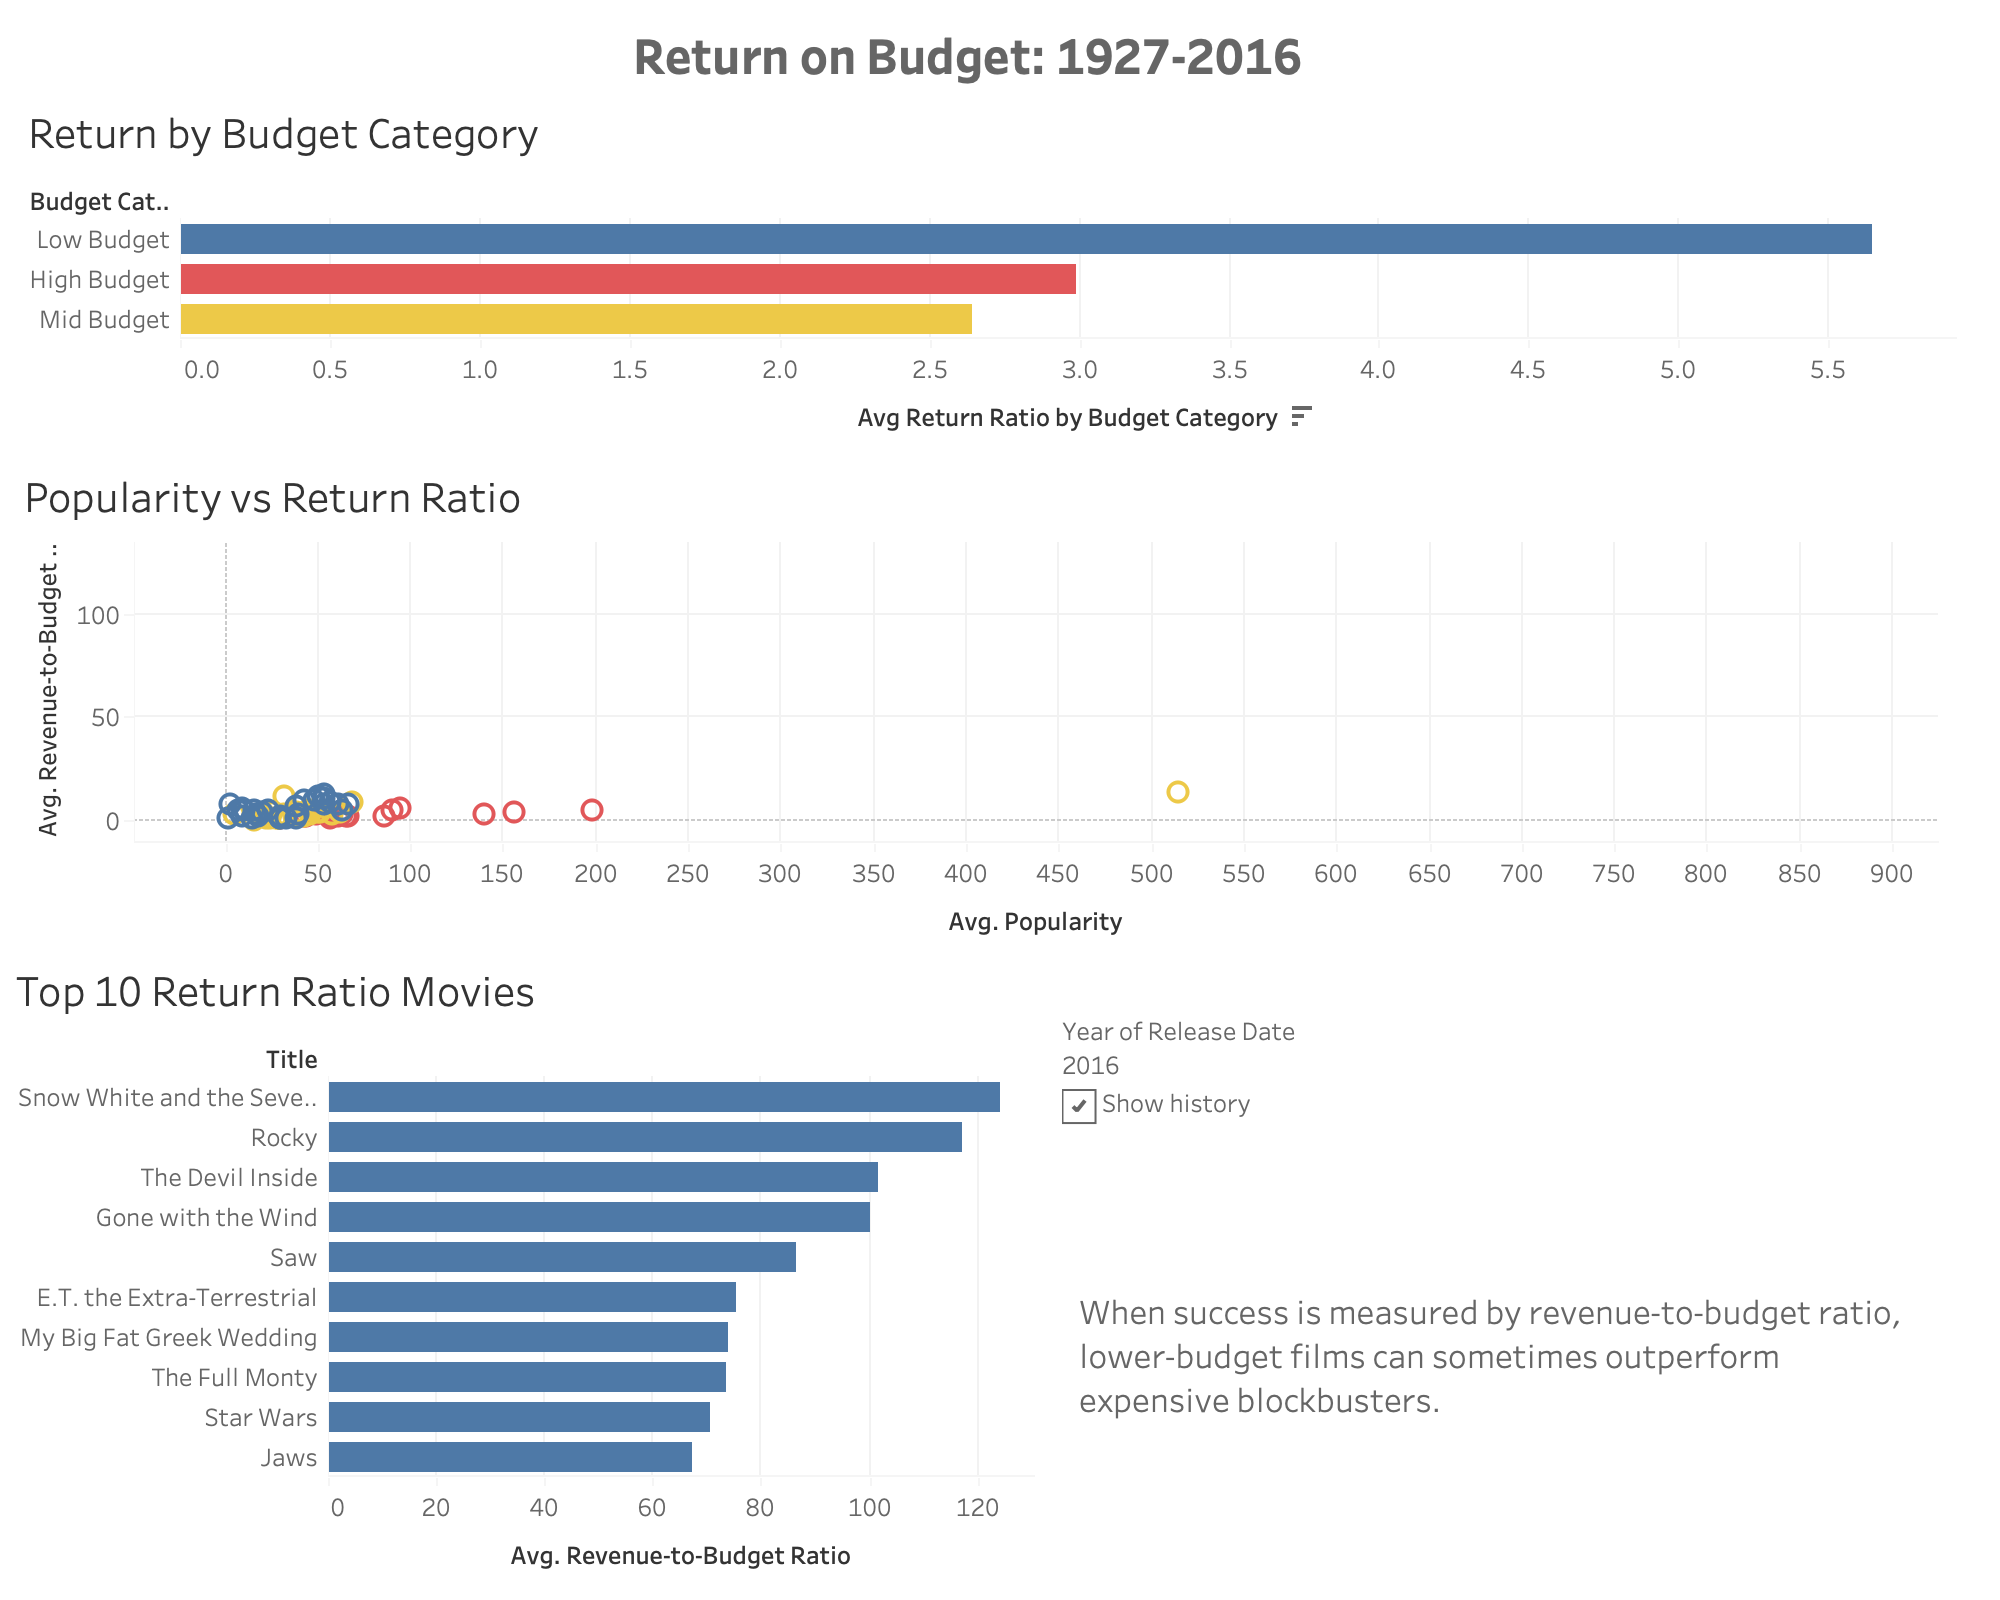 Return on Budget: 1927-2016
Return by Budget Category
Budget Cat..
Low Budget
High Budget
Mid Budget
0.0 0.5 1.0 1.5 2.0 2.5 3.0 3.5 4.0 4.5 5.0 5.5
Avg Return Ratio by Budget Category
Popularity vs Return Ratio
Avg. Revenue-to-Budget ..
100
50
0
0 50 100 150 200 250 300 350 400 450 500 550 600 650 700 750 800 850 900
Avg. Popularity
Top 10 Return Ratio Movies
Title
Snow White and the Seve..
Rocky
The Devil Inside
Gone with the Wind
Saw
E.T. the Extra-Terrestrial
My Big Fat Greek Wedding
The Full Monty
Star Wars
Jaws
0 20 40 60 80 100 120
Avg. Revenue-to-Budget Ratio
Year of Release Date
2016
Show history
When success is measured by revenue-to-budget ratio,
lower-budget films can sometimes outperform
expensive blockbusters.